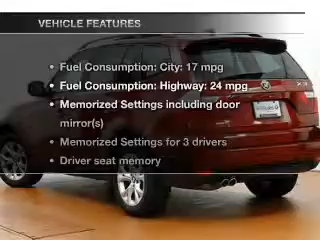 VEHICLE FEATURES
• Fuel Consumption: City: 17 mpg
• Fuel Consumption: Highway: 24 mpg
• Memorized Settings including door
mirror(s)
• Memorized Settings for 3 drivers
• Driver seat memory